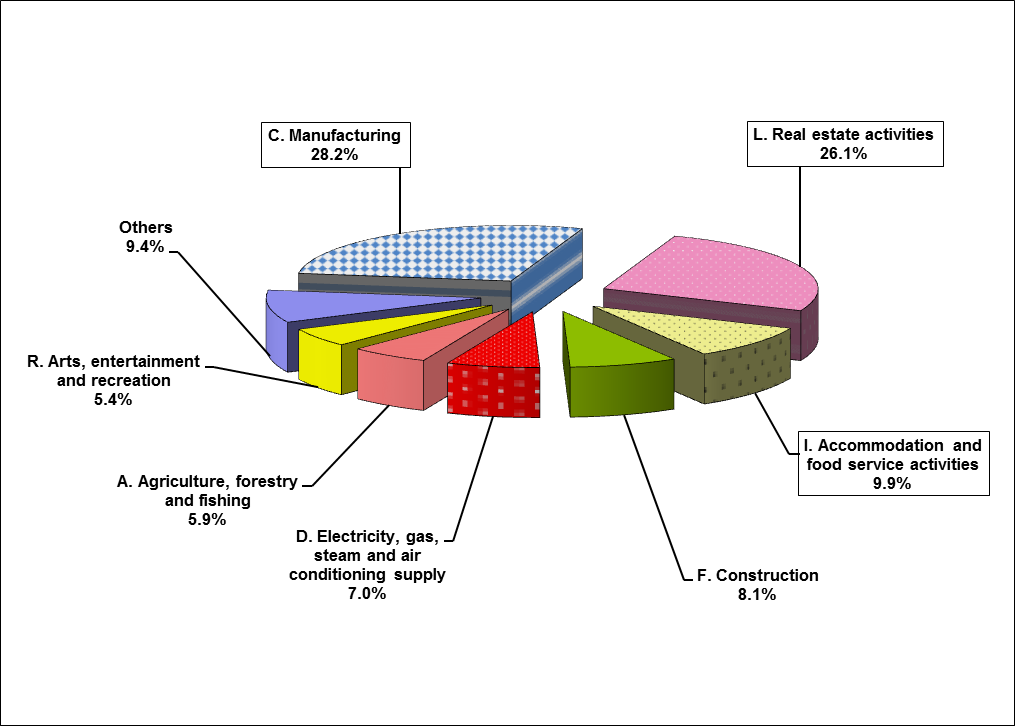 C. Manufacturing
28.2%
L. Real estate activities
26.1%
Others
9.4%
R. Arts, entertainment
and recreation
5.4%
I. Accommodation and
food service activities
9.9%
A. Agriculture, forestry
and fishing
5.9%
D. Electricity, gas,
steam and air
conditioning supply
7.0%
F. Construction
8.1%